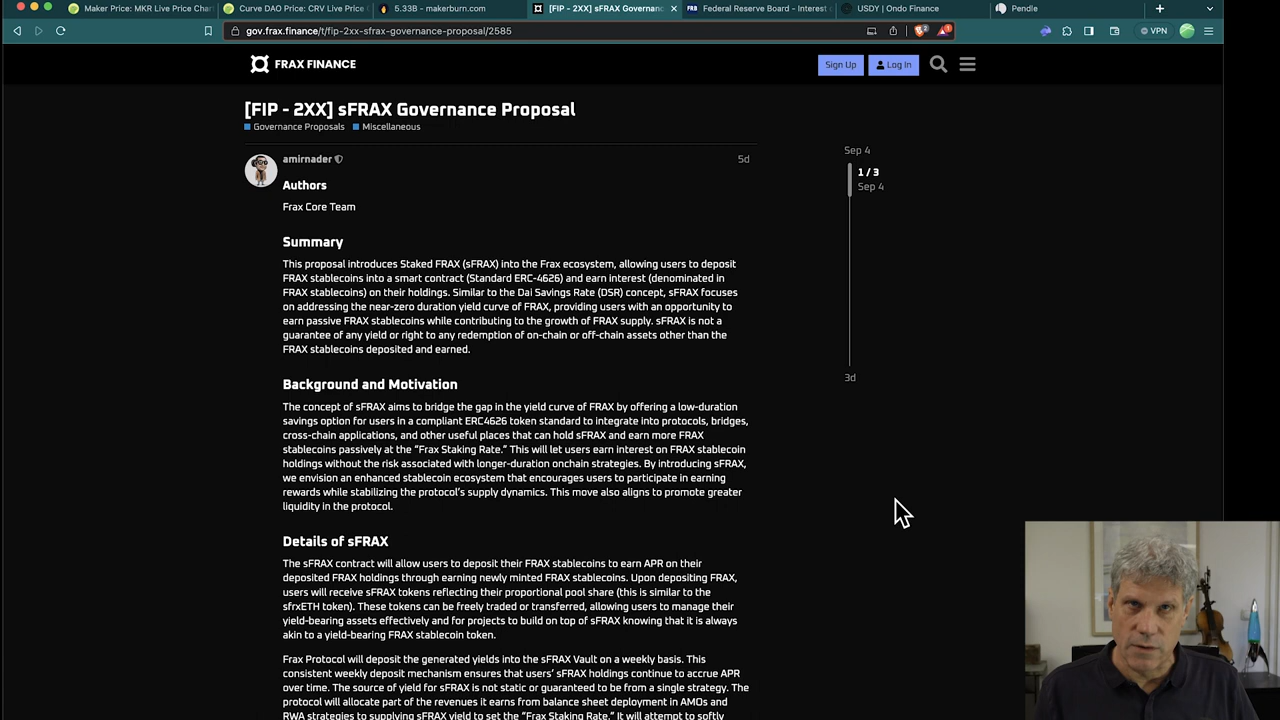 Maker Price: MKR Live Price Char
Curve DAO Price: CRV Live Price C
5.33B - makerburn.com
[FIP - 2XX] sFRAX Governanc
Federal Reserve Board - Interest
USDY | Ondo Finance
Pendle
gov.frax.finance/t/fip-2xx-sfrax-governance-proposal/2585
VPN
FRAX FINANCE
Sign Up
Log In
[FIP - 2XX] sFRAX Governance Proposal
Governance Proposals Miscellaneous
amirnader 5d
Authors
Frax Core Team
Summary
This proposal introduces Staked FRAX (sFRAX) into the Frax ecosystem, allowing users to deposit
FRAX stablecoins into a smart contract (Standard ERC-4626) and earn interest (denominated in
FRAX stablecoins) on their holdings. Similar to the Dai Savings Rate (DSR) concept, sFRAX focuses
on addressing the near-zero duration yield curve of FRAX, providing users with an opportunity to
earn passive FRAX stablecoins while contributing to the growth of FRAX supply. sFRAX is not a
guarantee of any yield or right to any redemption of on-chain or off-chain assets other than the
FRAX stablecoins deposited and earned.
Background and Motivation
The concept of sFRAX aims to bridge the gap in the yield curve of FRAX by offering a low-duration
savings option for users in a compliant ERC4626 token standard to integrate into protocols, bridges,
cross-chain applications, and other useful places that can hold sFRAX and earn more FRAX
stablecoins passively at the “Frax Staking Rate.” This will let users earn interest on FRAX stablecoin
holdings without the risk associated with longer-duration onchain strategies. By introducing sFRAX,
we envision an enhanced stablecoin ecosystem that encourages users to participate in earning
rewards while stabilizing the protocol’s supply dynamics. This move also aligns to promote greater
liquidity in the protocol.
Details of sFRAX
The sFRAX contract will allow users to deposit their FRAX stablecoins to earn APR on their
deposited FRAX holdings through earning newly minted FRAX stablecoins. Upon depositing FRAX,
users will receive sFRAX tokens reflecting their proportional pool share (this is similar to the
sfrxETH token). These tokens can be freely traded or transferred, allowing users to manage their
yield-bearing assets effectively and for projects to build on top of sFRAX knowing that it is always
akin to a yield-bearing FRAX stablecoin token.
Frax Protocol will deposit the generated yields into the sFRAX Vault on a weekly basis. This
consistent weekly deposit mechanism ensures that users’ sFRAX holdings continue to accrue APR
over time. The source of yield for sFRAX is not static or guaranteed to be from a single strategy. The
protocol will allocate part of the revenues it earns from balance sheet deployment in AMOs and
RWA strategies to supplying sFRAX yield to set the “Frax Staking Rate.” It will attempt to softly
Sep 4
1 / 3
Sep 4
3d